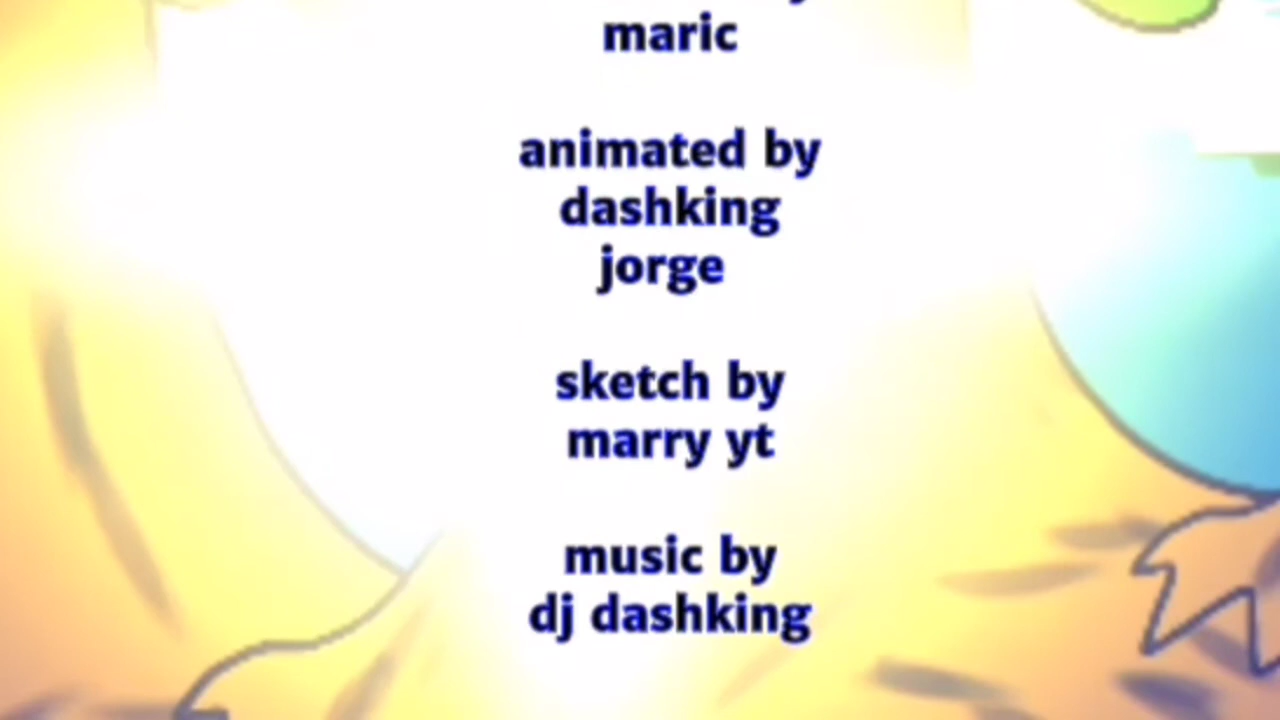 maric
animated by
dashking
jorge
sketch by
marry yt
music by
dj dashking